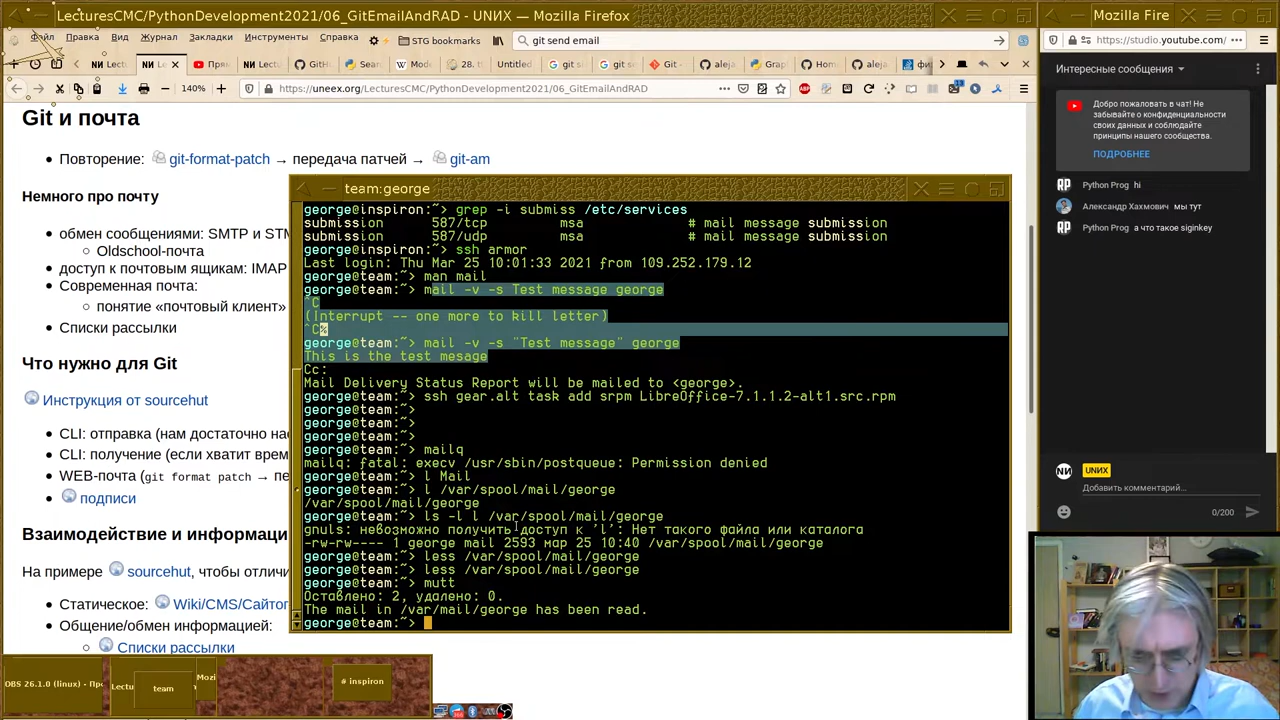 LecturesCMC/PythonDevelopment2021/06_GitEmailAndRAD - UNИX — Mozilla Firefox
Файл Правка Вид Журнал Закладки Инструменты Справка
STG bookmarks
git send email
140%
https://uneex.org/LecturesCMC/PythonDevelopment2021/06_GitEmailAndRAD
Git и почта
Повторение: git-format-patch → передача патчей → git-am
Немного про почту
обмен сообщениями: SMTP и STM
Oldschool-почта
доступ к почтовым ящикам: IMAP
Современная почта:
понятие «почтовый клиент»
Списки рассылки
Что нужно для Git
Инструкция от sourcehut
CLI: отправка (нам достаточно на
CLI: получение (если хватит врем
WEB-почта (git format patch → пе
подписи
Взаимодействие и информаци
На примере sourcehut, чтобы отличи
Статическое: Wiki/CMS/Сайтог
Общение/обмен информацией:
Списки рассылки
team:george
george@inspiron:~> grep -i submiss /etc/services
submission 587/tcp msa # mail message submission
submission 587/udp msa # mail message submission
george@inspiron:~> ssh armor
Last login: Thu Mar 25 10:01:33 2021 from 109.252.179.12
george@team:~> man mail
george@team:~> mail -v -s Test message george
^C
(Interrupt -- one more to kill letter)
^C%
george@team:~> mail -v -s "Test message" george
This is the test mesage
Cc:
Mail Delivery Status Report will be mailed to <george>.
george@team:~> ssh gear.alt task add srpm LibreOffice-7.1.1.2-alt1.src.rpm
george@team:~>
george@team:~>
george@team:~>
george@team:~> mailq
mailq: fatal: execv /usr/sbin/postqueue: Permission denied
george@team:~> l Mail
george@team:~> l /var/spool/mail/george
/var/spool/mail/george
george@team:~> ls -l l /var/spool/mail/george
gnuls: невозможно получить доступ к 'l': Нет такого файла или каталога
-rw-rw---- 1 george mail 2593 мар 25 10:40 /var/spool/mail/george
george@team:~> less /var/spool/mail/george
george@team:~> less /var/spool/mail/george
george@team:~> mutt
Оставлено: 2, удалено: 0.
The mail in /var/mail/george has been read.
george@team:~>
OBS 26.1.0 (linux) - Пр
Lectu
team
Mozi
# inspiron
Mozilla Fire
https://studio.youtube.com/
Интересные сообщения
Добро пожаловать в чат! Не
забывайте о конфиденциальности
своих данных и соблюдайте
принципы нашего сообщества.
ПОДРОБНЕЕ
Python Prog hi
Александр Хахмович мы тут
Python Prog а что такое siginkey
UNИX
Добавить комментарий...
0/200